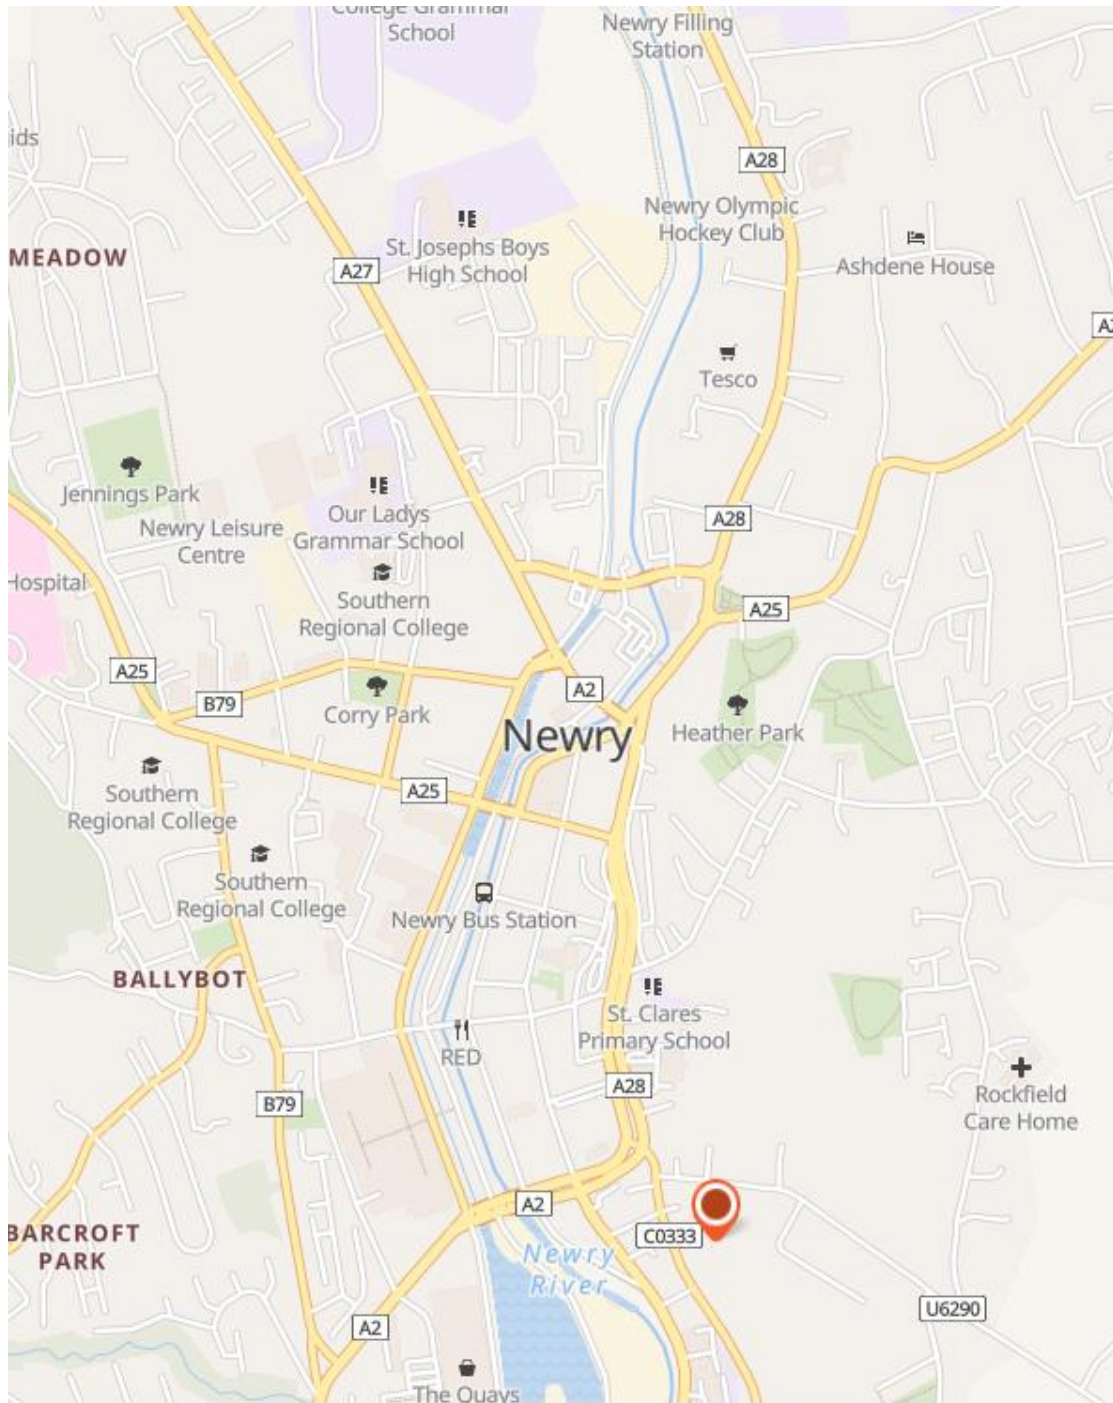 College Grammar
School
Newry Filling
Station
ids
A28
Newry Olympic
Hockey Club
St. Josephs Boys
High School
MEADOW
A27
Ashdene House
Tesco
Jennings Park
Newry Leisure
Centre
Our Ladys
Grammar School
A28
Hospital
Southern
Regional College
A25
A25
B79
A2
Corry Park
Newry
Heather Park
Southern
Regional College
A25
Southern
Regional College
Newry Bus Station
BALLYBOT
St. Clares
Primary School
RED
A28
B79
Rockfield
Care Home
A2
BARCROFT
PARK
C0333
Newry
River
U6290
A2
The Quays